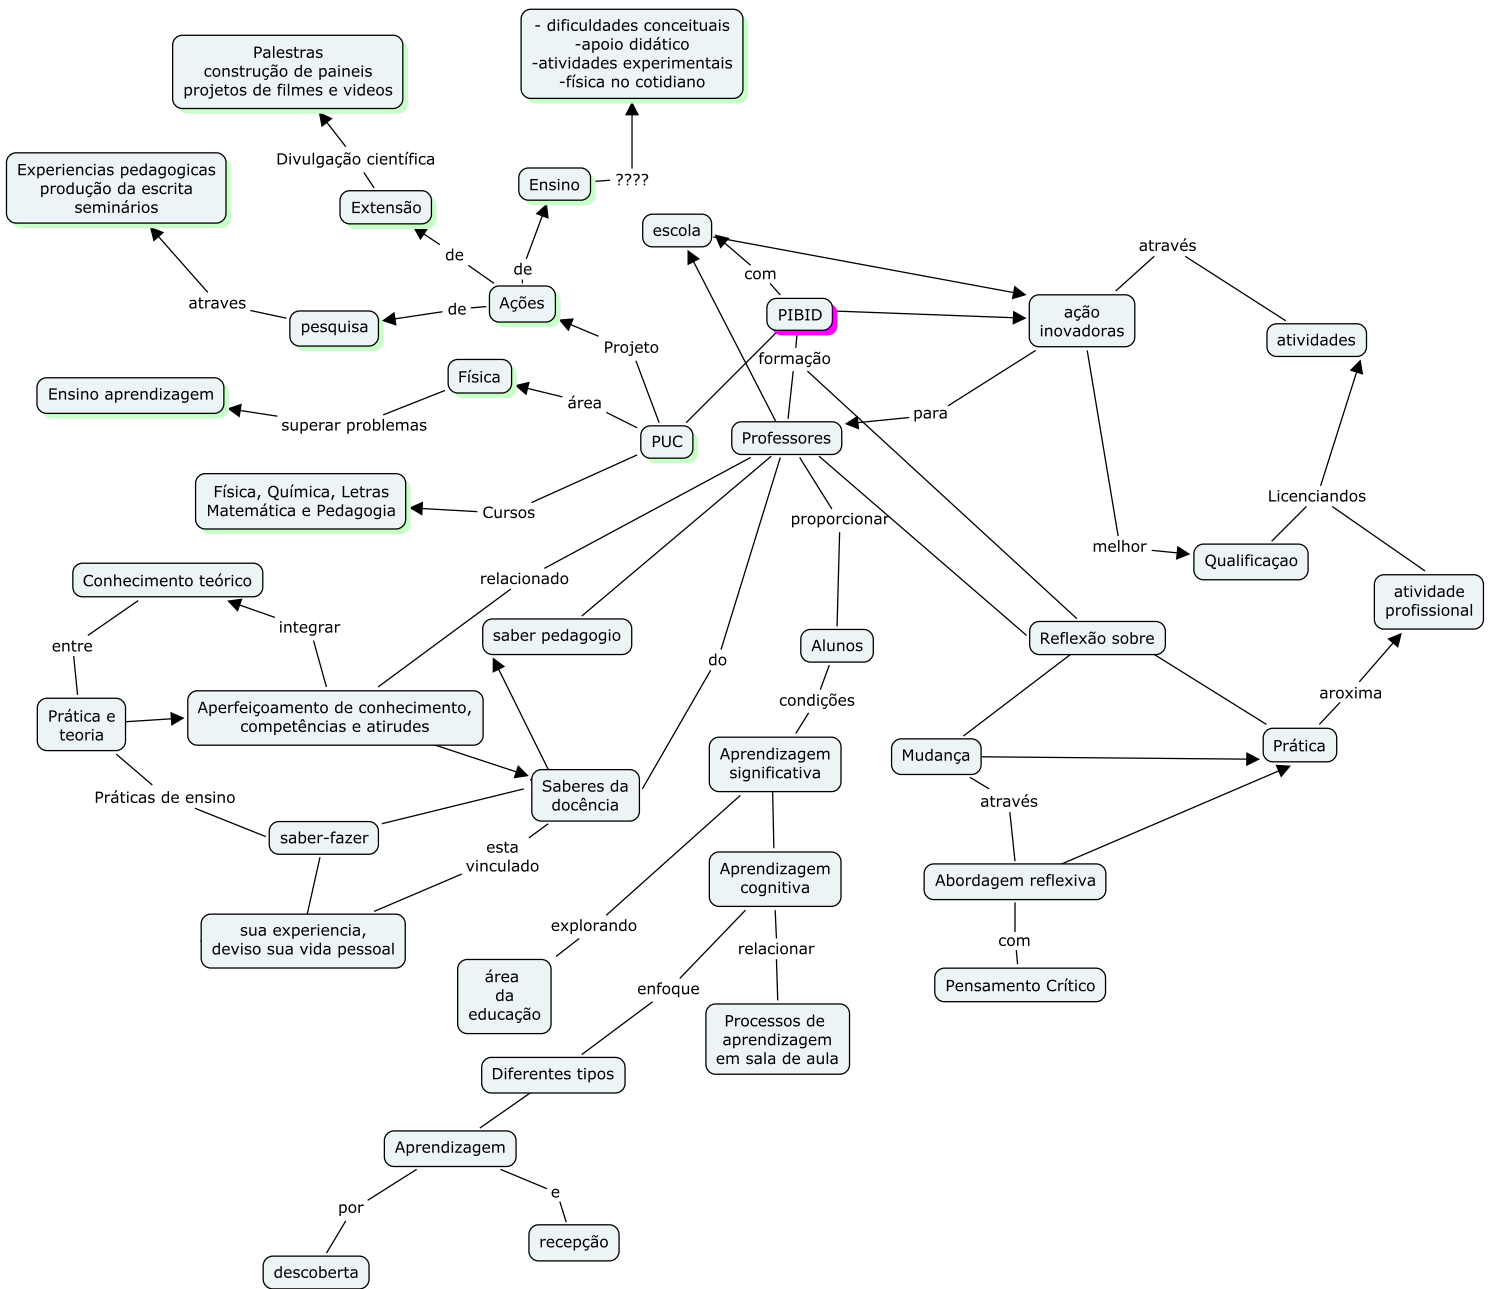 - dificuldades conceituais
-apoio didático
-atividades experimentais
-física no cotidiano
Palestras
construção de paineis
projetos de filmes e videos
Divulgação científica
Experiencias pedagogicas
produção da escrita
seminários
Ensino
????
Extensão
escola
através
de
de
com
atraves
de
Ações
PIBID
ação
inovadoras
pesquisa
atividades
Projeto
formação
Física
Ensino aprendizagem
área
superar problemas
para
PUC
Professores
Física, Química, Letras
Matemática e Pedagogia
Cursos
Licenciandos
proporcionar
melhor
Qualificaçao
Conhecimento teórico
relacionado
atividade
profissional
integrar
saber pedagogio
Alunos
Reflexão sobre
entre
do
condições
aroxima
Prática e
teoria
Aperfeiçoamento de conhecimento,
competências e atirudes
Aprendizagem
significativa
Mudança
Prática
Práticas de ensino
Saberes da
docência
através
saber-fazer
esta
vinculado
Aprendizagem
cognitiva
Abordagem reflexiva
sua experiencia,
deviso sua vida pessoal
explorando
relacionar
com
área
da
educação
enfoque
Pensamento Crítico
Processos de
aprendizagem
em sala de aula
Diferentes tipos
Aprendizagem
por
e
recepção
descoberta